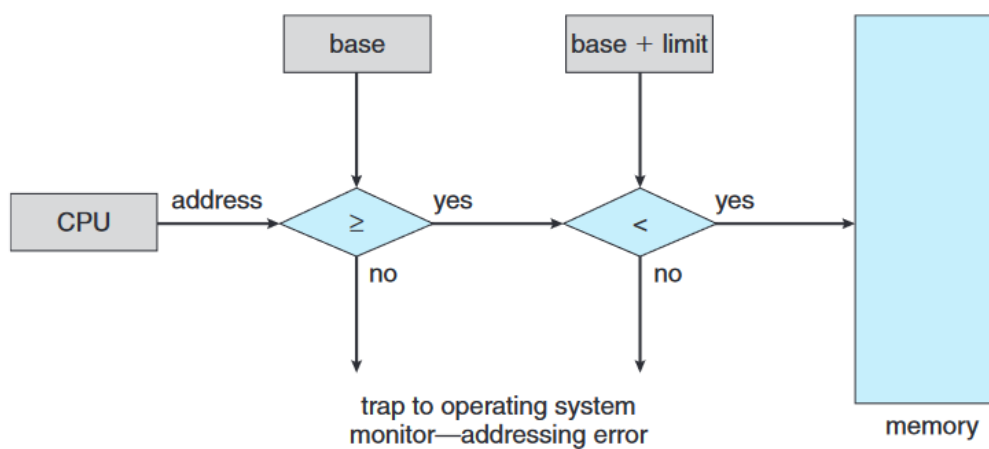 base
base + limit
CPU
address
≥
yes
<
yes
no
no
trap to operating system
monitor—addressing error
memory